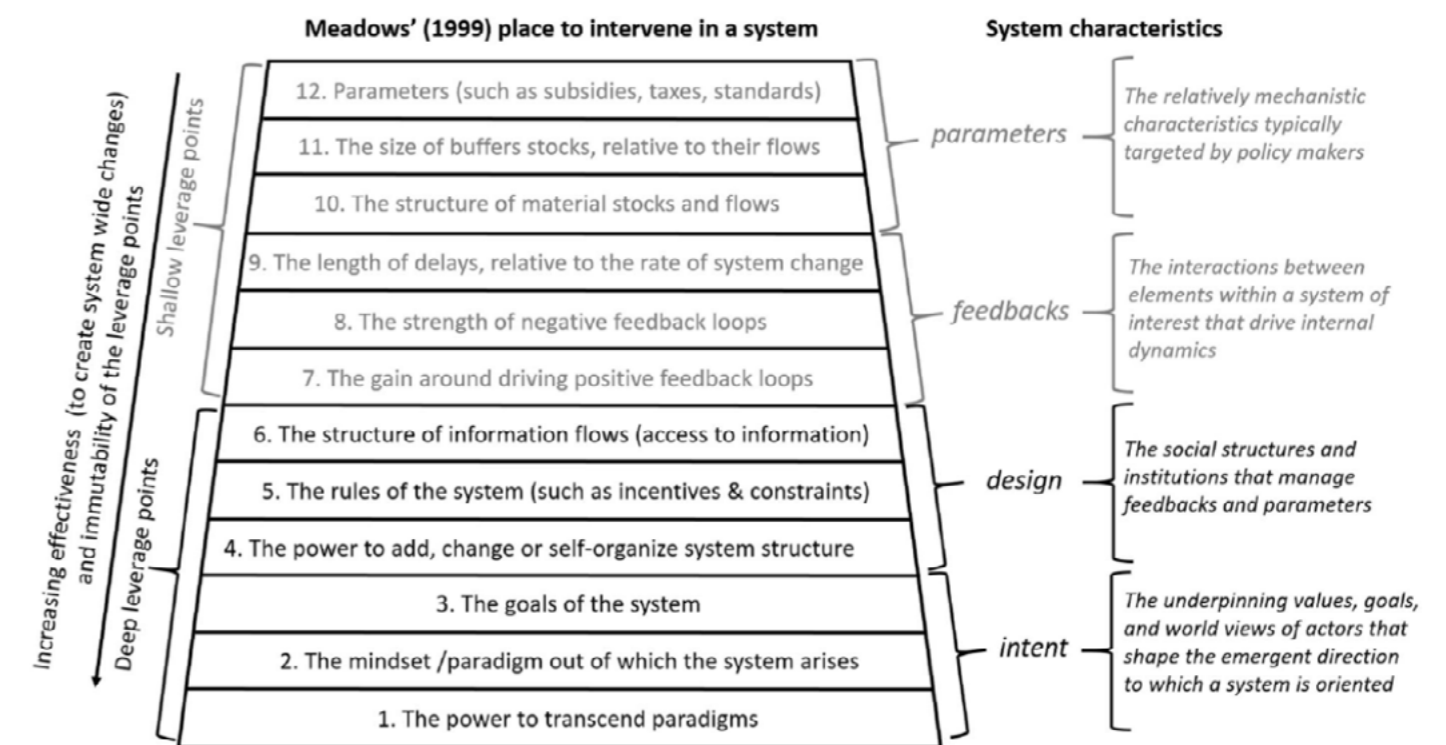 Meadows' (1999) place to intervene in a system
System characteristics
Increasing effectiveness (to create system wide changes)
and immutability of the leverage points
Shallow leverage points
Deep leverage points
12. Parameters (such as subsidies, taxes, standards)
11. The size of buffers stocks, relative to their flows
10. The structure of material stocks and flows
9. The length of delays, relative to the rate of system change
8. The strength of negative feedback loops
7. The gain around driving positive feedback loops
6. The structure of information flows (access to information)
5. The rules of the system (such as incentives & constraints)
4. The power to add, change or self-organize system structure
3. The goals of the system
2. The mindset /paradigm out of which the system arises
1. The power to transcend paradigms
parameters
The relatively mechanistic
characteristics typically
targeted by policy makers
feedbacks
The interactions between
elements within a system of
interest that drive internal
dynamics
design
The social structures and
institutions that manage
feedbacks and parameters
intent
The underpinning values, goals,
and world views of actors that
shape the emergent direction
to which a system is oriented